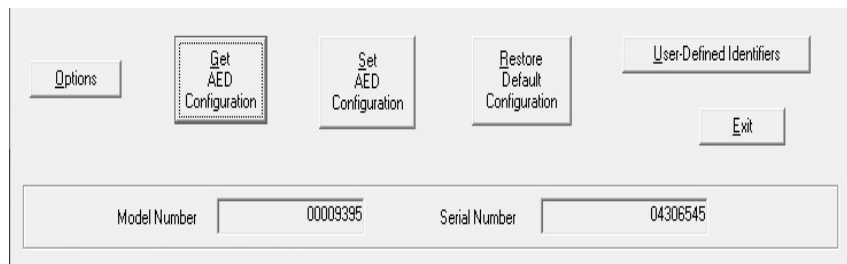 Options
Get
AED
Configuration
Set
AED
Configuration
Restore
Default
Configuration
User-Defined Identifiers
Exit
Model Number 00009395 Serial Number 04306545